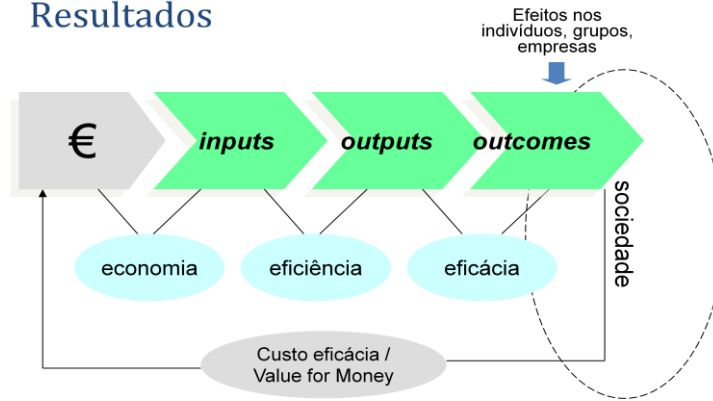 Resultados
Efeitos nos
indivíduos, grupos,
empresas
€
inputs
outputs
outcomes
sociedade
economia
eficiência
eficácia
Custo eficácia /
Value for Money